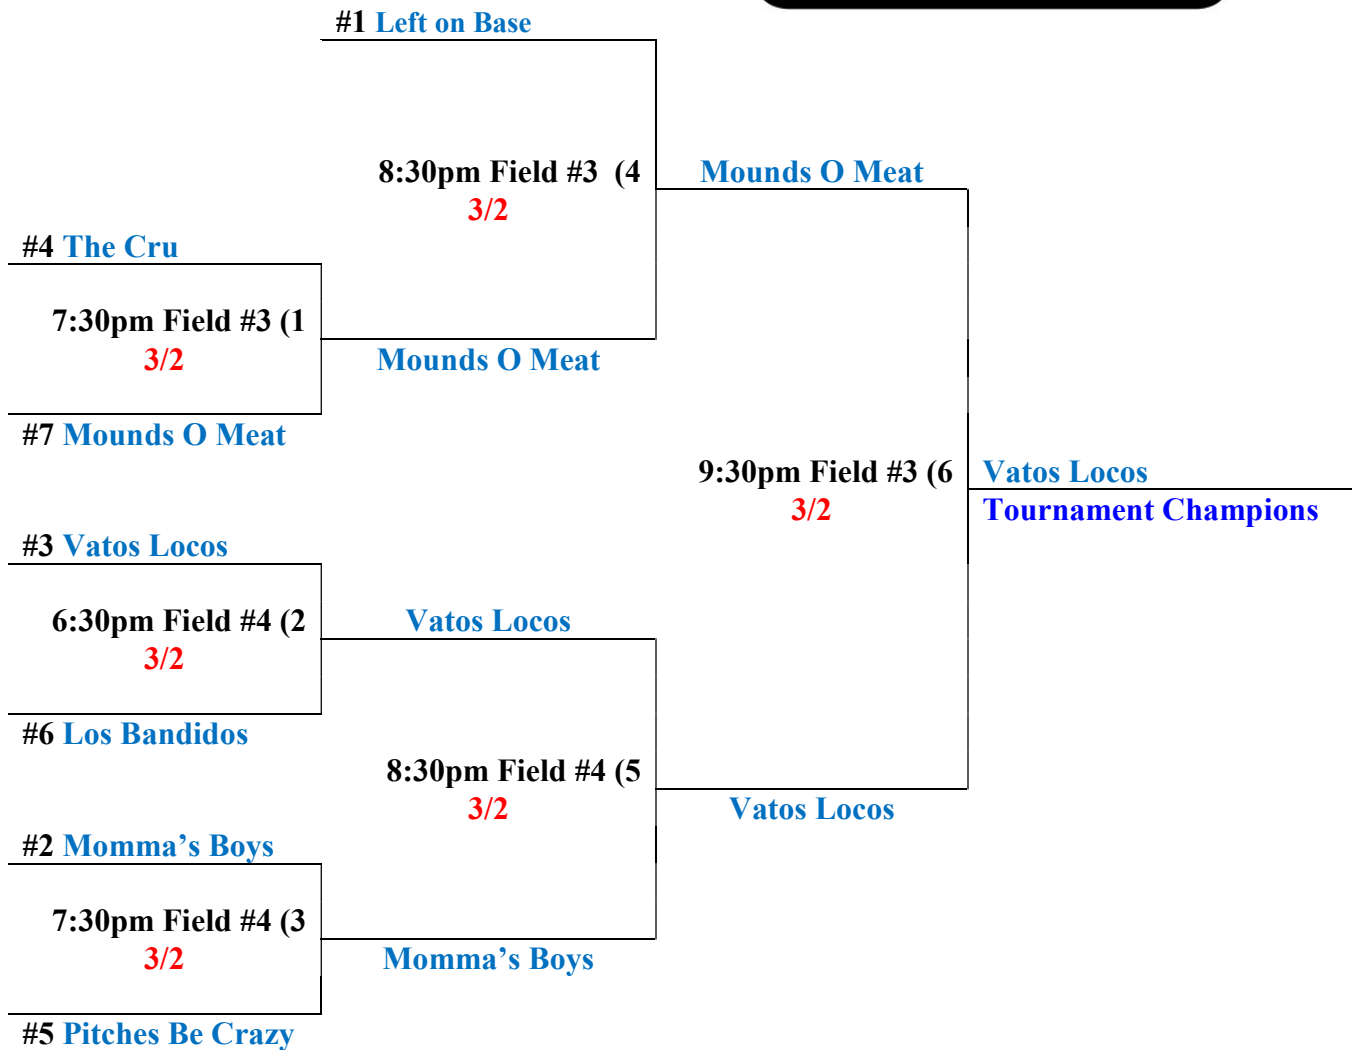 #1 Left on Base
8:30pm Field #3 (4
3/2
Mounds O Meat
#4 The Cru
7:30pm Field #3 (1
3/2
Mounds O Meat
#7 Mounds O Meat
9:30pm Field #3 (6
3/2
Vatos Locos
Tournament Champions
#3 Vatos Locos
6:30pm Field #4 (2
3/2
Vatos Locos
#6 Los Bandidos
8:30pm Field #4 (5
3/2
Vatos Locos
#2 Momma’s Boys
7:30pm Field #4 (3
3/2
Momma’s Boys
#5 Pitches Be Crazy